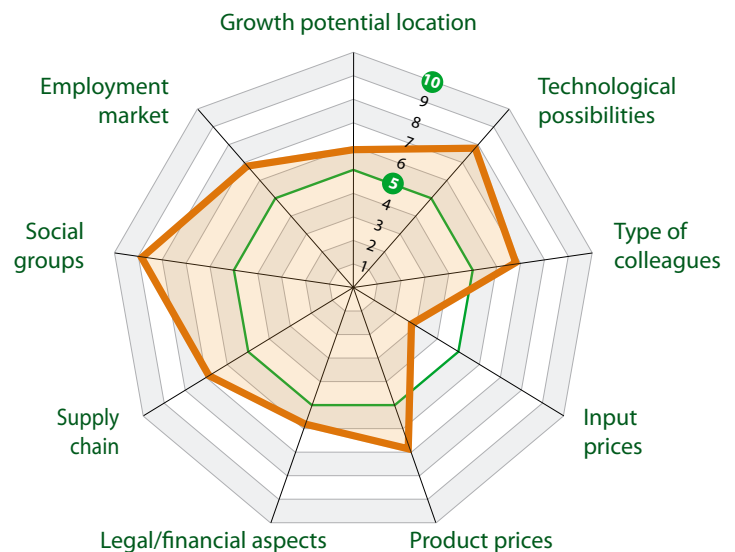 Growth potential location
Employment
market
10
9
8
7
6
5
4
3
2
1
Technological
possibilities
Social
groups
Type of
colleagues
Supply
chain
Input
prices
Legal/financial aspects
Product prices